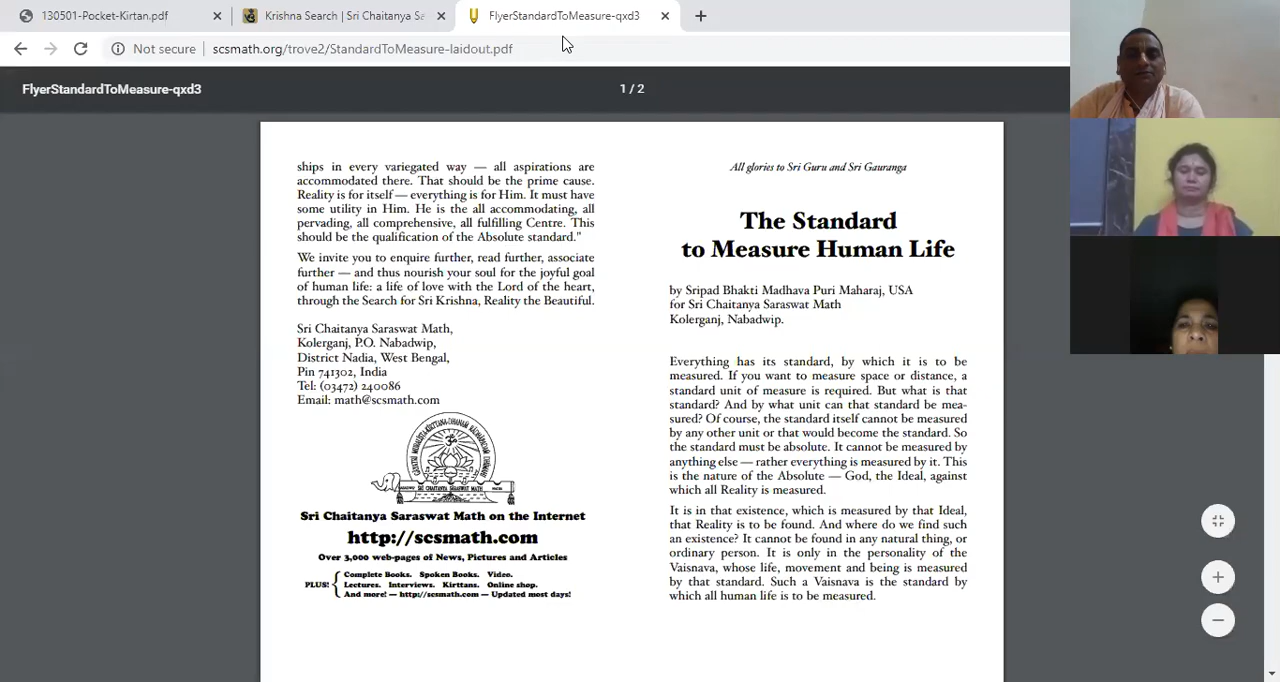 130501-Pocket-Kirtan.pdf
Krishna Search | Sri Chaitanya Sa
FlyerStandardToMeasure-qxd3
Not secure
scsmath.org/trove2/StandardToMeasure-laidout.pdf
FlyerStandardToMeasure-qxd3
1 / 2
ships in every variegated way — all aspirations are
accommodated there. That should be the prime cause.
Reality is for itself — everything is for Him. It must have
some utility in Him. He is the all accommodating, all
pervading, all comprehensive, all fulfilling Centre. This
should be the qualification of the Absolute standard."
We invite you to enquire further, read further, associate
further — and thus nourish your soul for the joyful goal
of human life: a life of love with the Lord of the heart,
through the Search for Sri Krishna, Reality the Beautiful.
Sri Chaitanya Saraswat Math,
Kolerganj, P.O. Nabadwip,
District Nadia, West Bengal,
Pin 741302, India
Tel: (03472) 240086
Email: math@scsmath.com
SRI CHAITANYA SARASWAT MATH
Sri Chaitanya Saraswat Math on the Internet
http://scsmath.com
Over 3,000 web-pages of News, Pictures and Articles
PLUS!
Complete Books. Spoken Books. Video.
Lectures. Interviews. Kirttans. Online shop.
And more! — http://scsmath.com — Updated most days!
All glories to Sri Guru and Sri Gauranga
The Standard
to Measure Human Life
by Sripad Bhakti Madhava Puri Maharaj, USA
for Sri Chaitanya Saraswat Math
Kolerganj, Nabadwip.
Everything has its standard, by which it is to be
measured. If you want to measure space or distance, a
standard unit of measure is required. But what is that
standard? And by what unit can that standard be mea-
sured? Of course, the standard itself cannot be measured
by any other unit or that would become the standard. So
the standard must be absolute. It cannot be measured by
anything else — rather everything is measured by it. This
is the nature of the Absolute — God, the Ideal, against
which all Reality is measured.
It is in that existence, which is measured by that Ideal,
that Reality is to be found. And where do we find such
an existence? It cannot be found in any natural thing, or
ordinary person. It is only in the personality of the
Vaisnava, whose life, movement and being is measured
by that standard. Such a Vaisnava is the standard by
which all human life is to be measured.